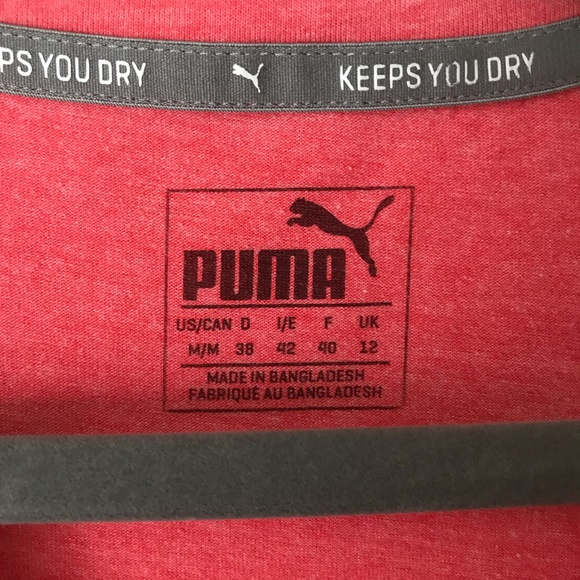 PS YOU DRY KEEPS YOU DRY
PUMA
US/CAN D I/E F UK
M/M 38 42 40 12
MADE IN BANGLADESH
FABRIQUÉ AU BANGLADESH